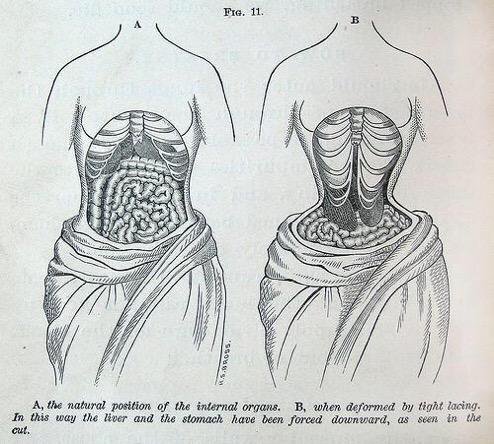 FIG. 11.
A
B
H.S. BROSS.
A, the natural position of the internal organs. B, when deformed by tight lacing.
In this way the liver and the stomach have been forced downward, as seen in the
cut.